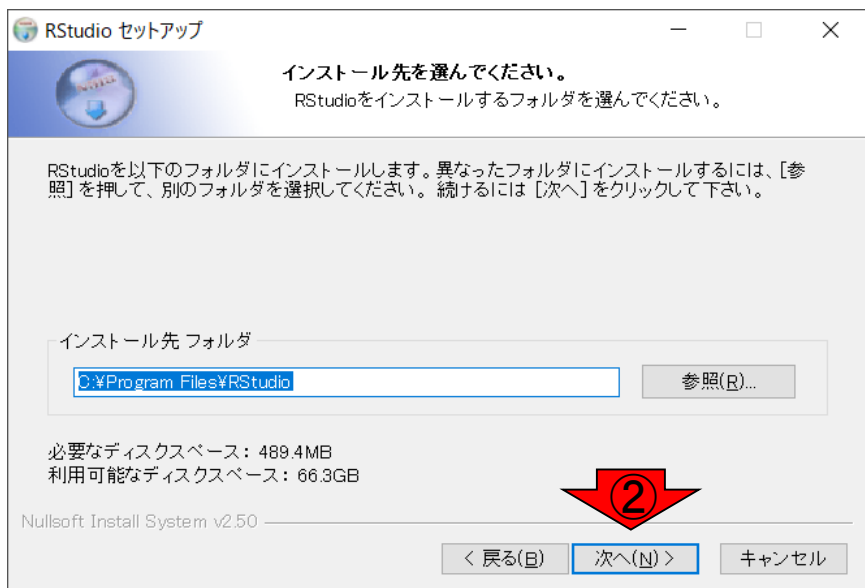 RStudio セットアップ
インストール先を選んでください。
RStudioをインストールするフォルダを選んでください。
RStudioを以下のフォルダにインストールします。異なったフォルダにインストールするには、[参
照] を押して、別のフォルダを選択してください。 続けるには [次へ] をクリックして下さい。
インストール先 フォルダ
C:¥Program Files¥RStudio
参照(R)...
必要なディスクスペース: 489.4MB
利用可能なディスクスペース: 66.3GB
②
Nullsoft Install System v2.50
< 戻る(B)
次へ(N) >
キャンセル